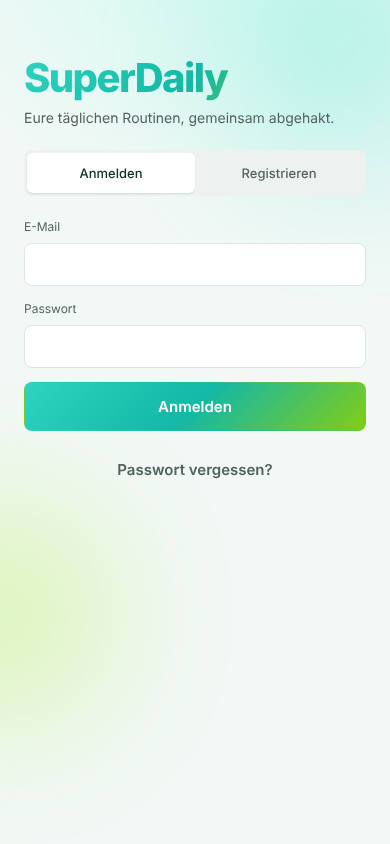 SuperDaily
Eure täglichen Routinen, gemeinsam abgehakt.
Anmelden
Registrieren
E-Mail
Passwort
Anmelden
Passwort vergessen?